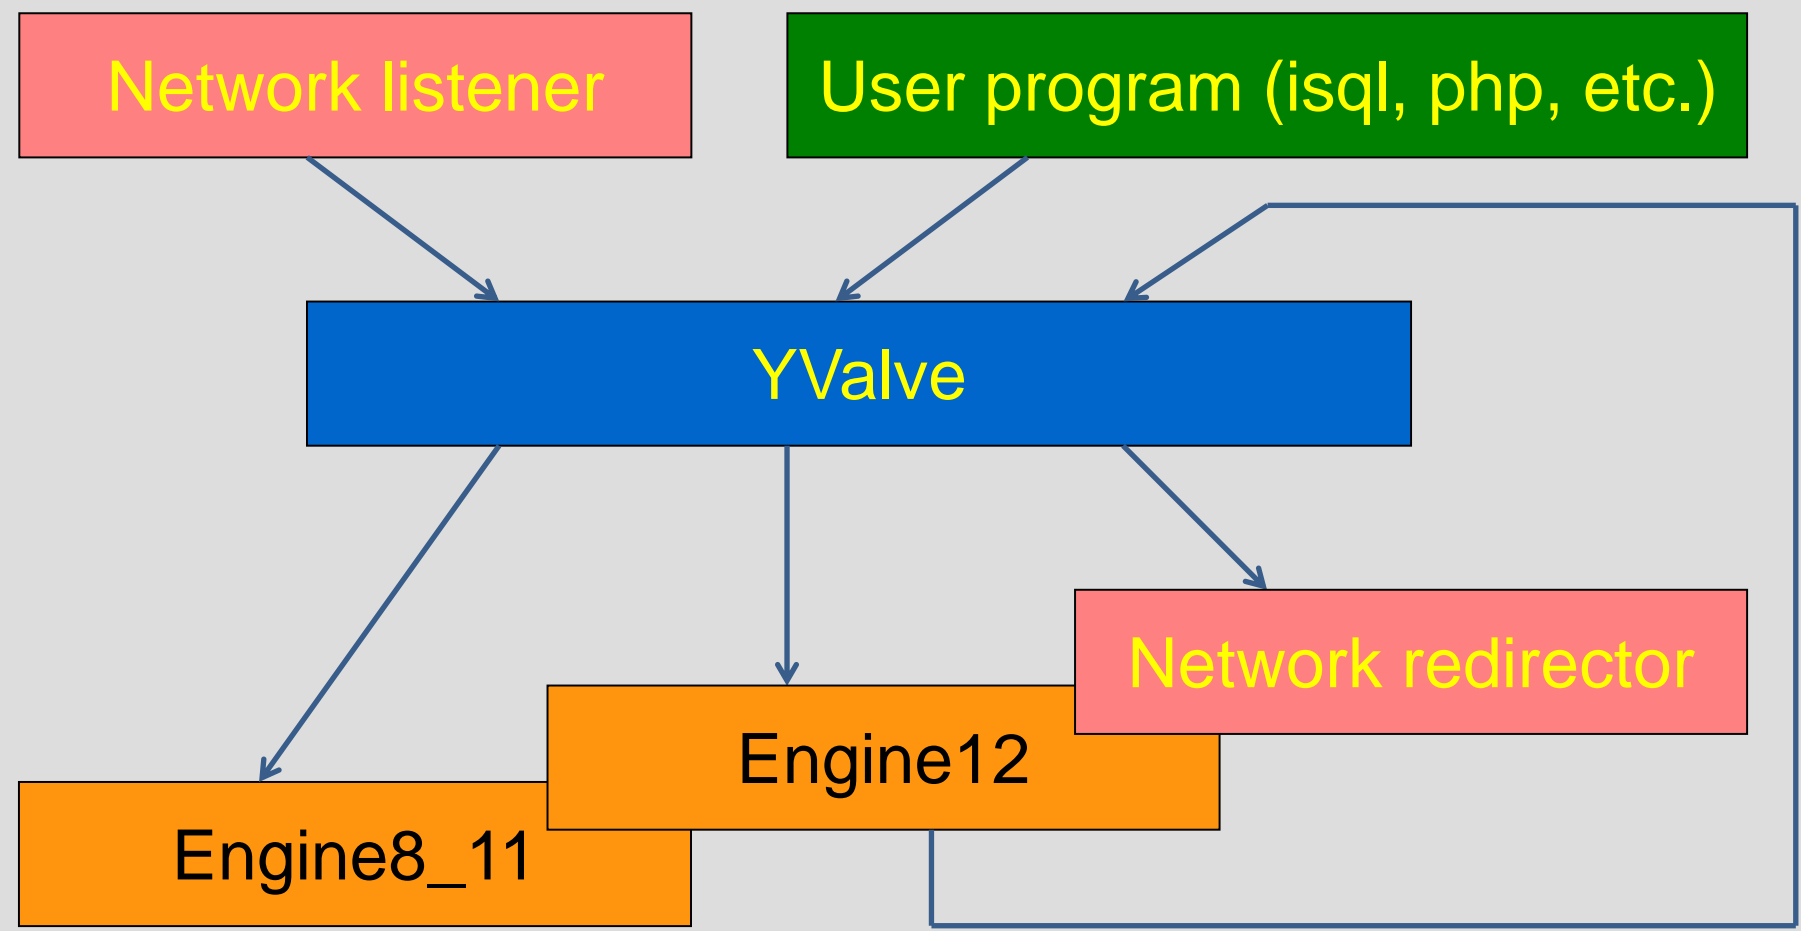 Network listener
User program (isql, php, etc.)
YValve
Network redirector
Engine12
Engine8_11